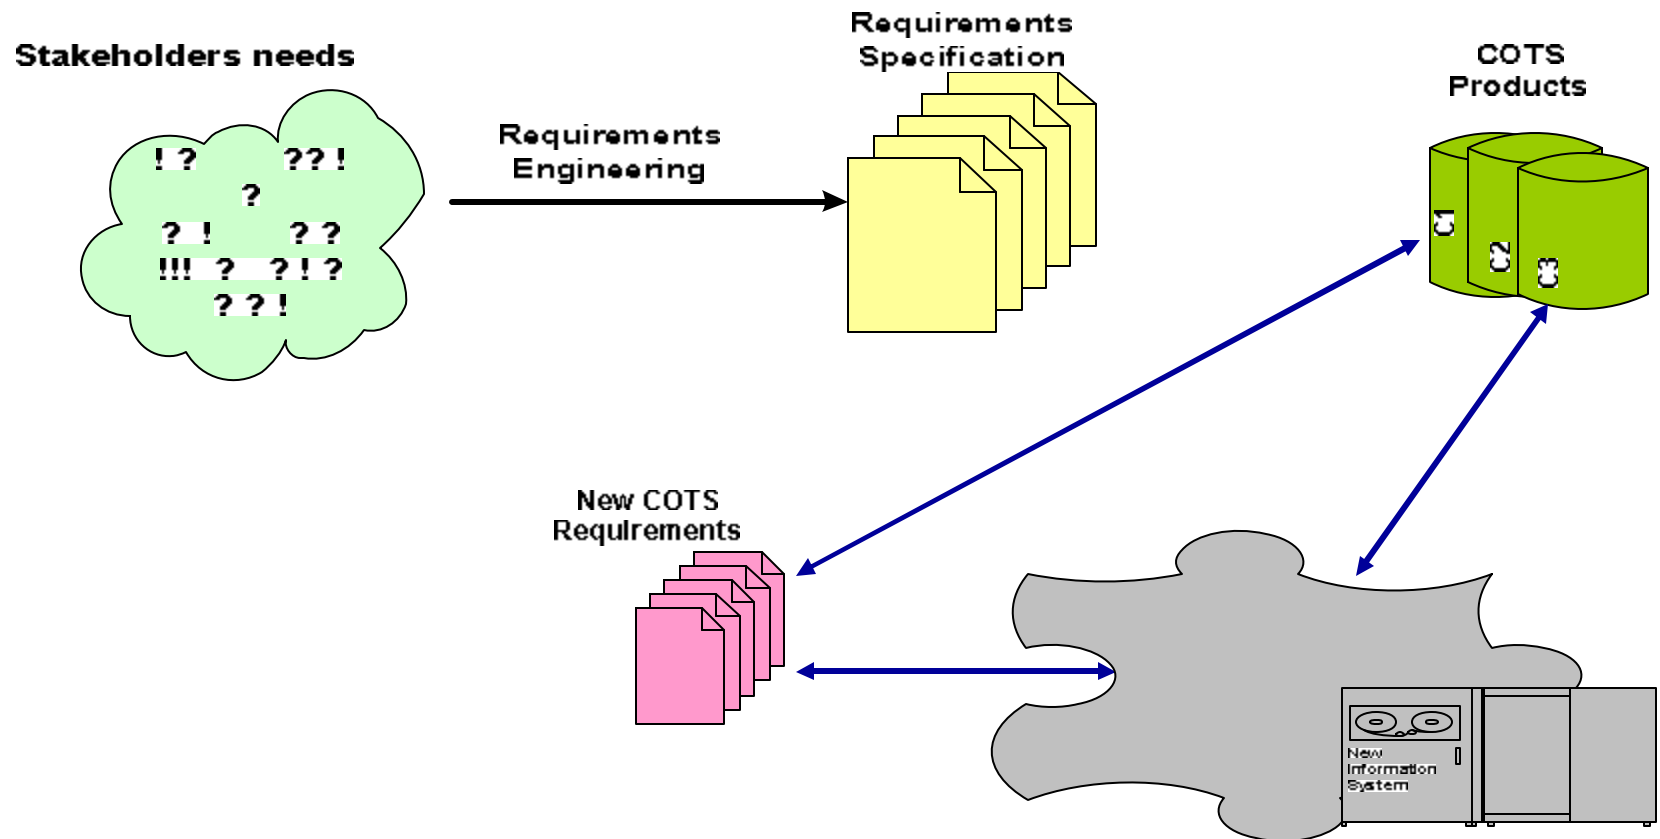 Stakeholders needs
! ? ?? !
?
? ! ? ?
!!! ? ? ! ?
? ? !
Requirements
Engineering
Requirements
Specification
COTS
Products
C1
C2
C3
New COTS
Requirements
New
Information
System